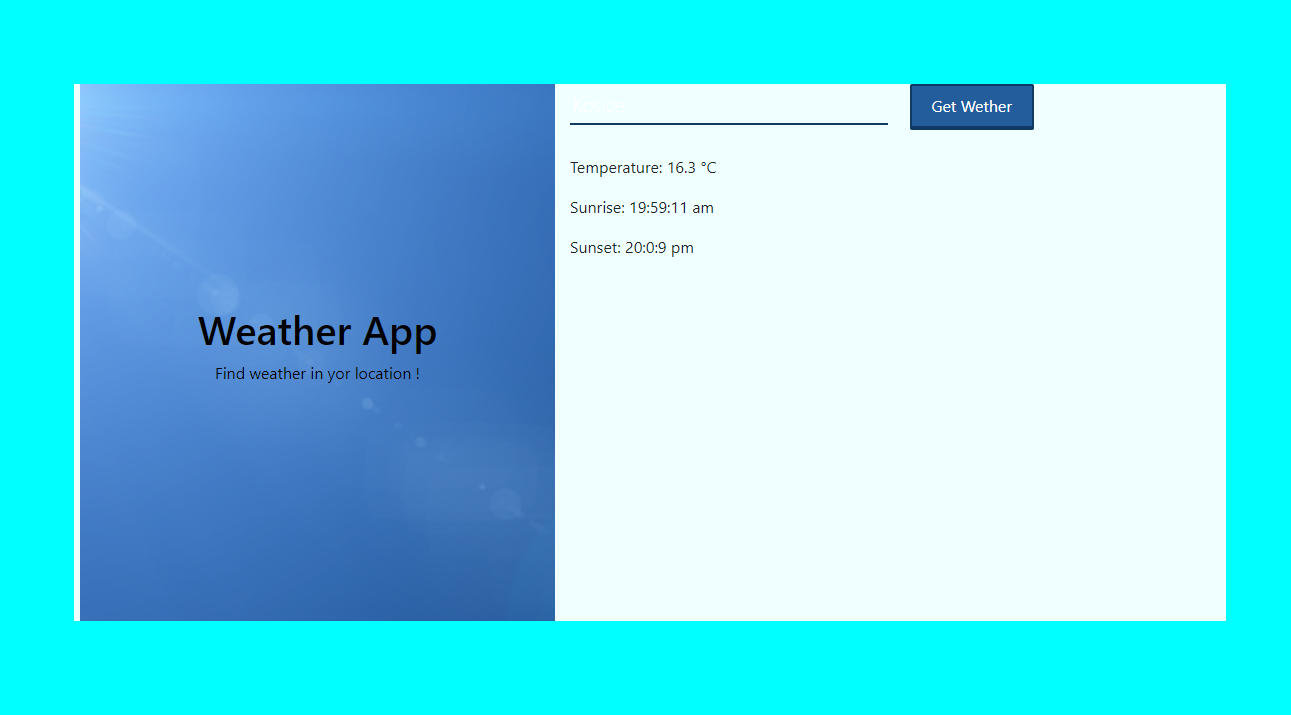 Get Wether
Temperature: 16.3 °C
Sunrise: 19:59:11 am
Sunset: 20:0:9 pm
Weather App
Find weather in yor location !